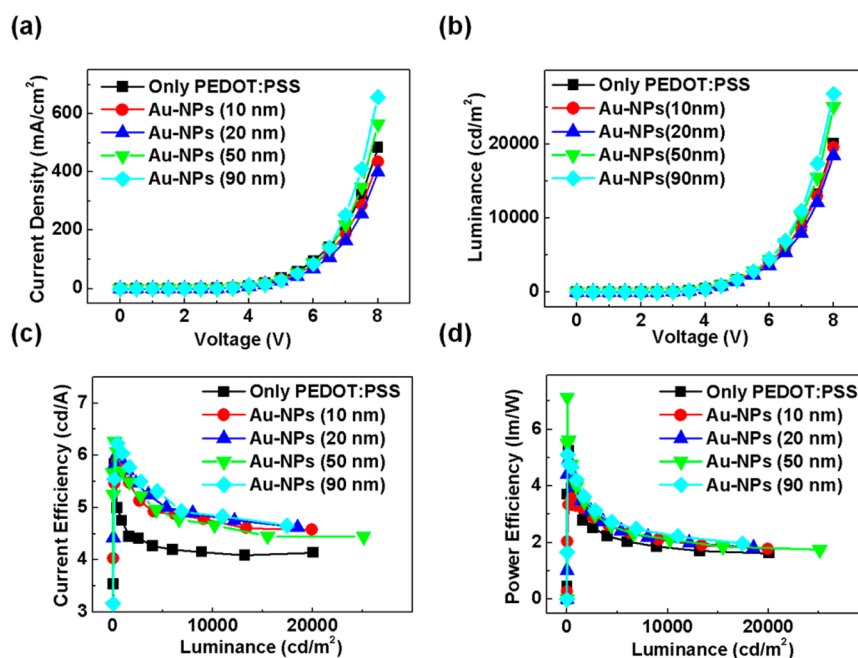 (a)
Current Density (mA/cm²)
600
400
200
0
Only PEDOT:PSS
Au-NPs (10 nm)
Au-NPs (20 nm)
Au-NPs (50 nm)
Au-NPs (90 nm)
0 2 4 6 8
Voltage (V)
(b)
Luminance (cd/m²)
20000
10000
0
Only PEDOT:PSS
Au-NPs(10nm)
Au-NPs(20nm)
Au-NPs(50nm)
Au-NPs(90nm)
0 2 4 6 8
Voltage (V)
(c)
Current Efficiency (cd/A)
7
6
5
4
3
Only PEDOT:PSS
Au-NPs (10 nm)
Au-NPs (20 nm)
Au-NPs (50 nm)
Au-NPs (90 nm)
0 10000 20000
Luminance (cd/m²)
(d)
Power Efficiency (lm/W)
6
4
2
0
Only PEDOT:PSS
Au-NPs (10 nm)
Au-NPs (20 nm)
Au-NPs (50 nm)
Au-NPs (90 nm)
0 10000 20000
Luminance (cd/m²)